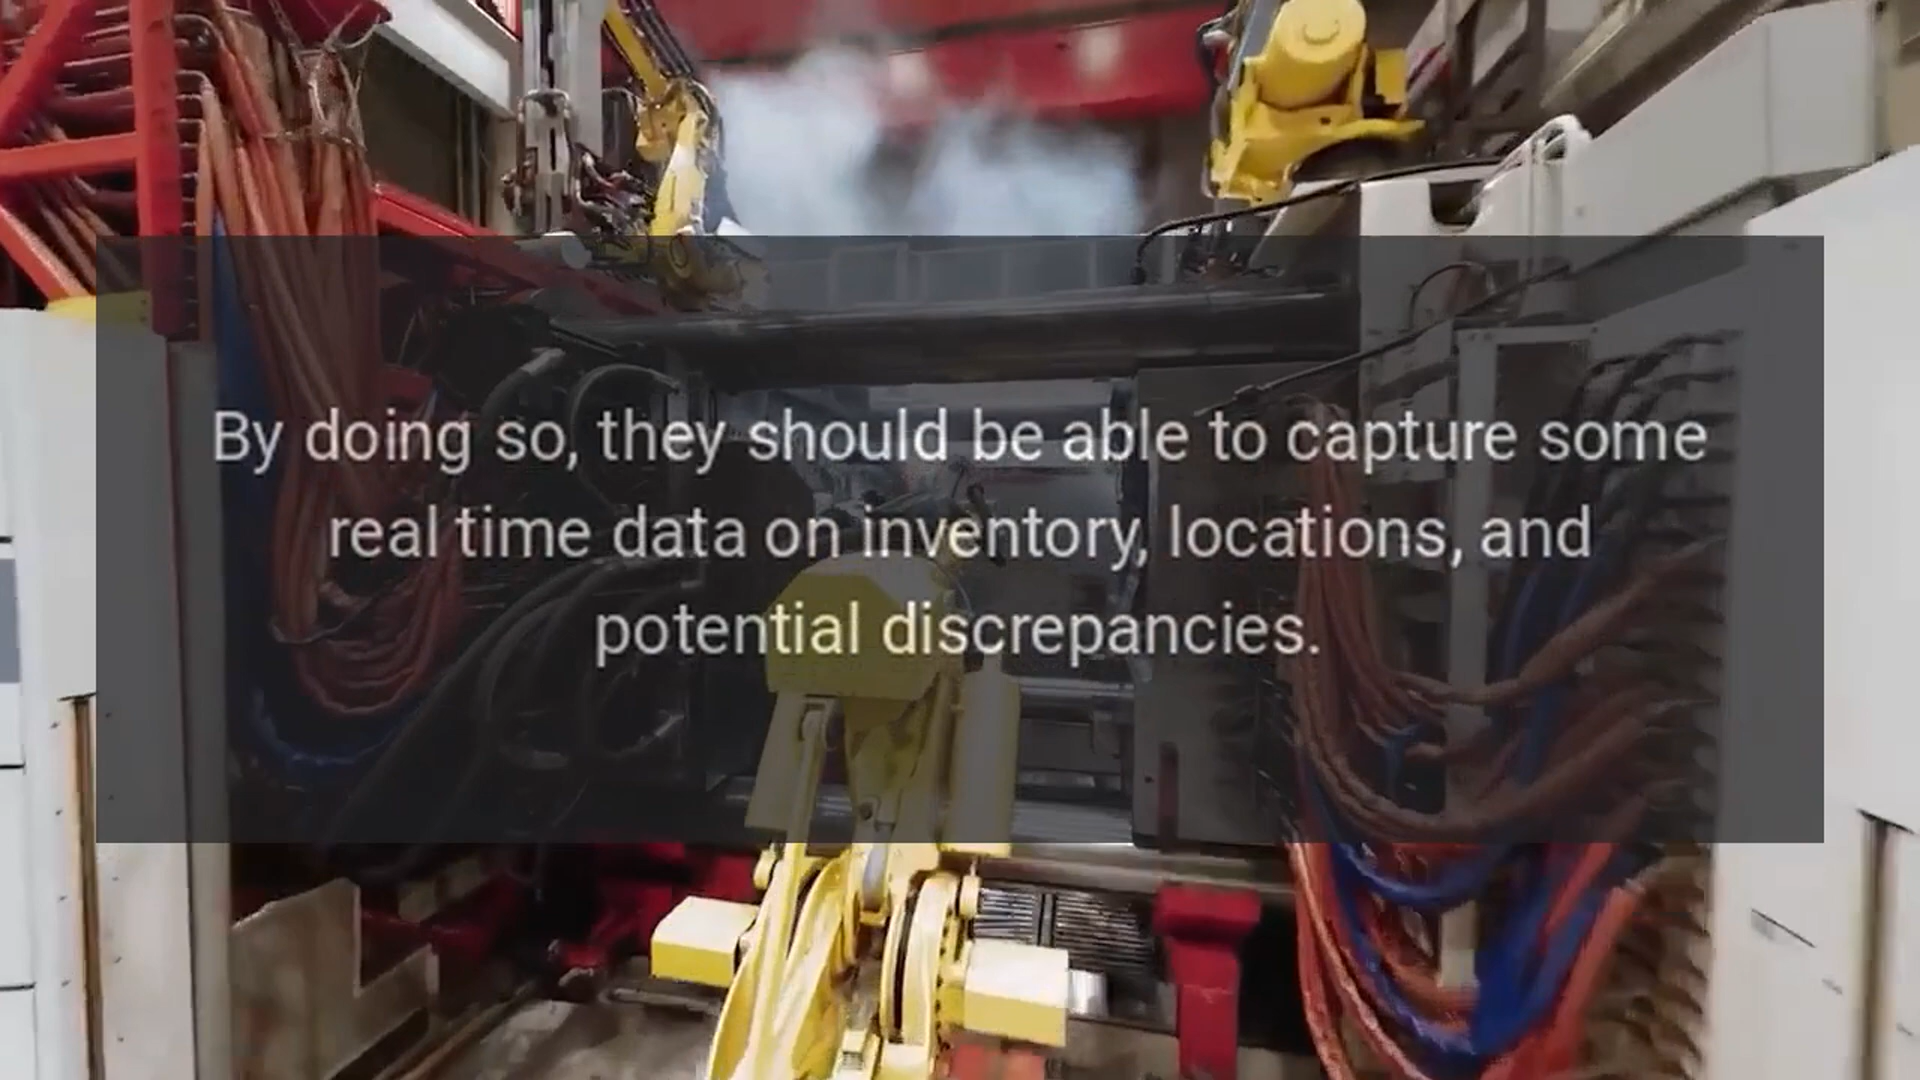 By doing so, they should be able to capture some
real time data on inventory, locations, and
potential discrepancies.